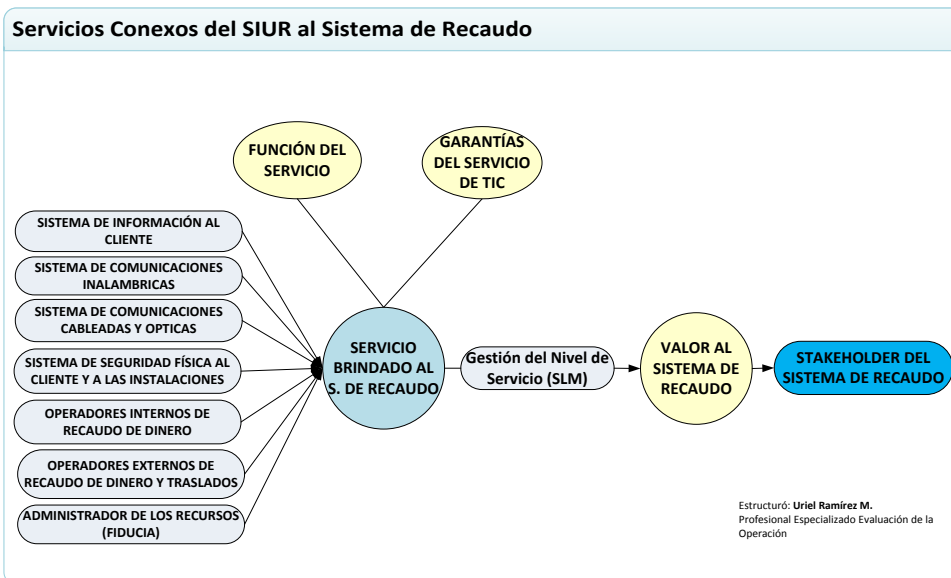 Servicios Conexos del SIUR al Sistema de Recaudo
FUNCIÓN DEL
SERVICIO
GARANTÍAS
DEL SERVICIO
DE TIC
SISTEMA DE INFORMACIÓN AL
CLIENTE
SISTEMA DE COMUNICACIONES
INALAMBRICAS
SISTEMA DE COMUNICACIONES
CABLEADAS Y OPTICAS
SISTEMA DE SEGURIDAD FÍSICA AL
CLIENTE Y A LAS INSTALACIONES
OPERADORES INTERNOS DE
RECAUDO DE DINERO
OPERADORES EXTERNOS DE
RECAUDO DE DINERO Y TRASLADOS
ADMINISTRADOR DE LOS RECURSOS
(FIDUCIA)
SERVICIO
BRINDADO AL
S. DE RECAUDO
Gestión del Nivel de
Servicio (SLM)
VALOR AL
SISTEMA DE
RECAUDO
STAKEHOLDER DEL
SISTEMA DE RECAUDO
Estructuró: Uriel Ramírez M.
Profesional Especializado Evaluación de la
Operación